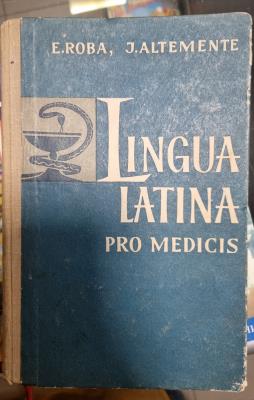 E. ROBA, J. ALTEMENTE
LINGUA
LATINA
PRO MEDICIS